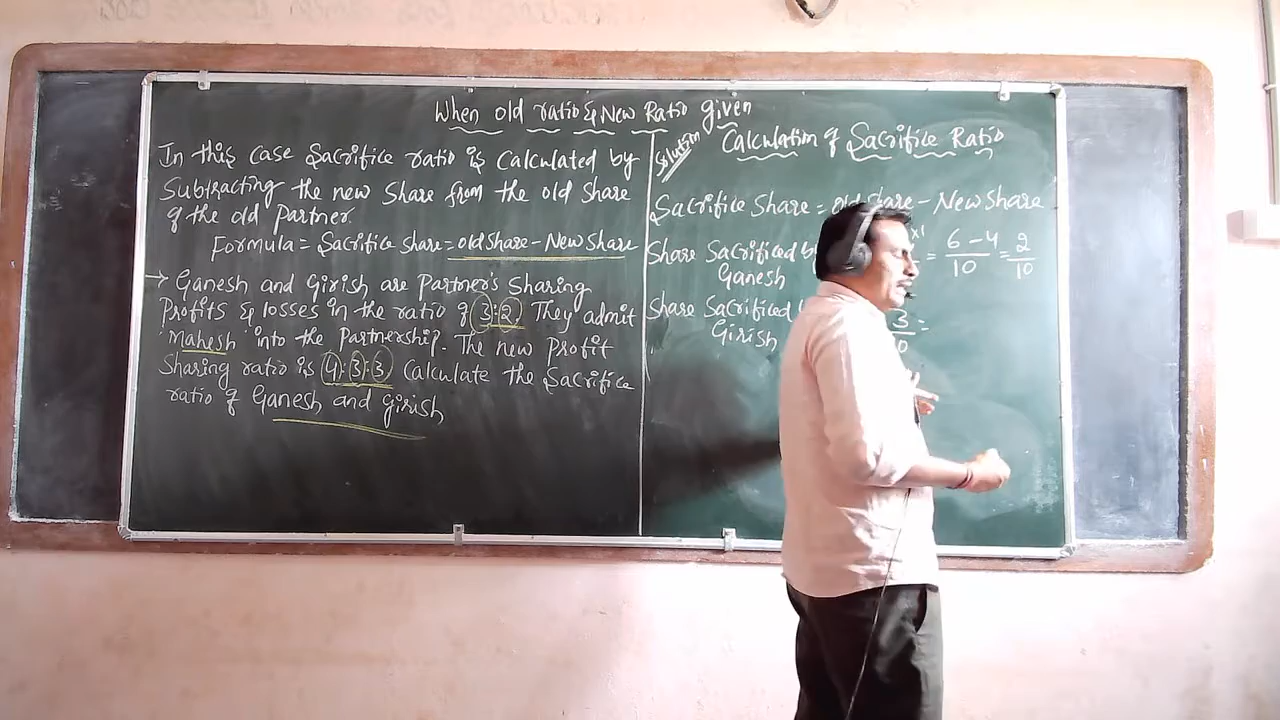 When old ratio & New Ratio given
In this case Sacrifice ratio is Calculated by
Subtracting the new Share from the old Share
of the old Partner.
Formula = Sacrifice share = old share - New share
→ Ganesh and Girish are Partner's Sharing
Profits & losses in the ratio of 3:2 They admit
Mahesh into the Partnership. The new Profit
Sharing ratio is 4:3:3 Calculate the Sacrifice
ratio of Ganesh and Girish
Solution
Calculation of Sacrifice Ratio
Sacrifice Share = old share - New share
Share Sacrificed
Ganesh
x1 = 6 - 4 / 10 = 2/10
Share Sacrificed
Girish
3 =